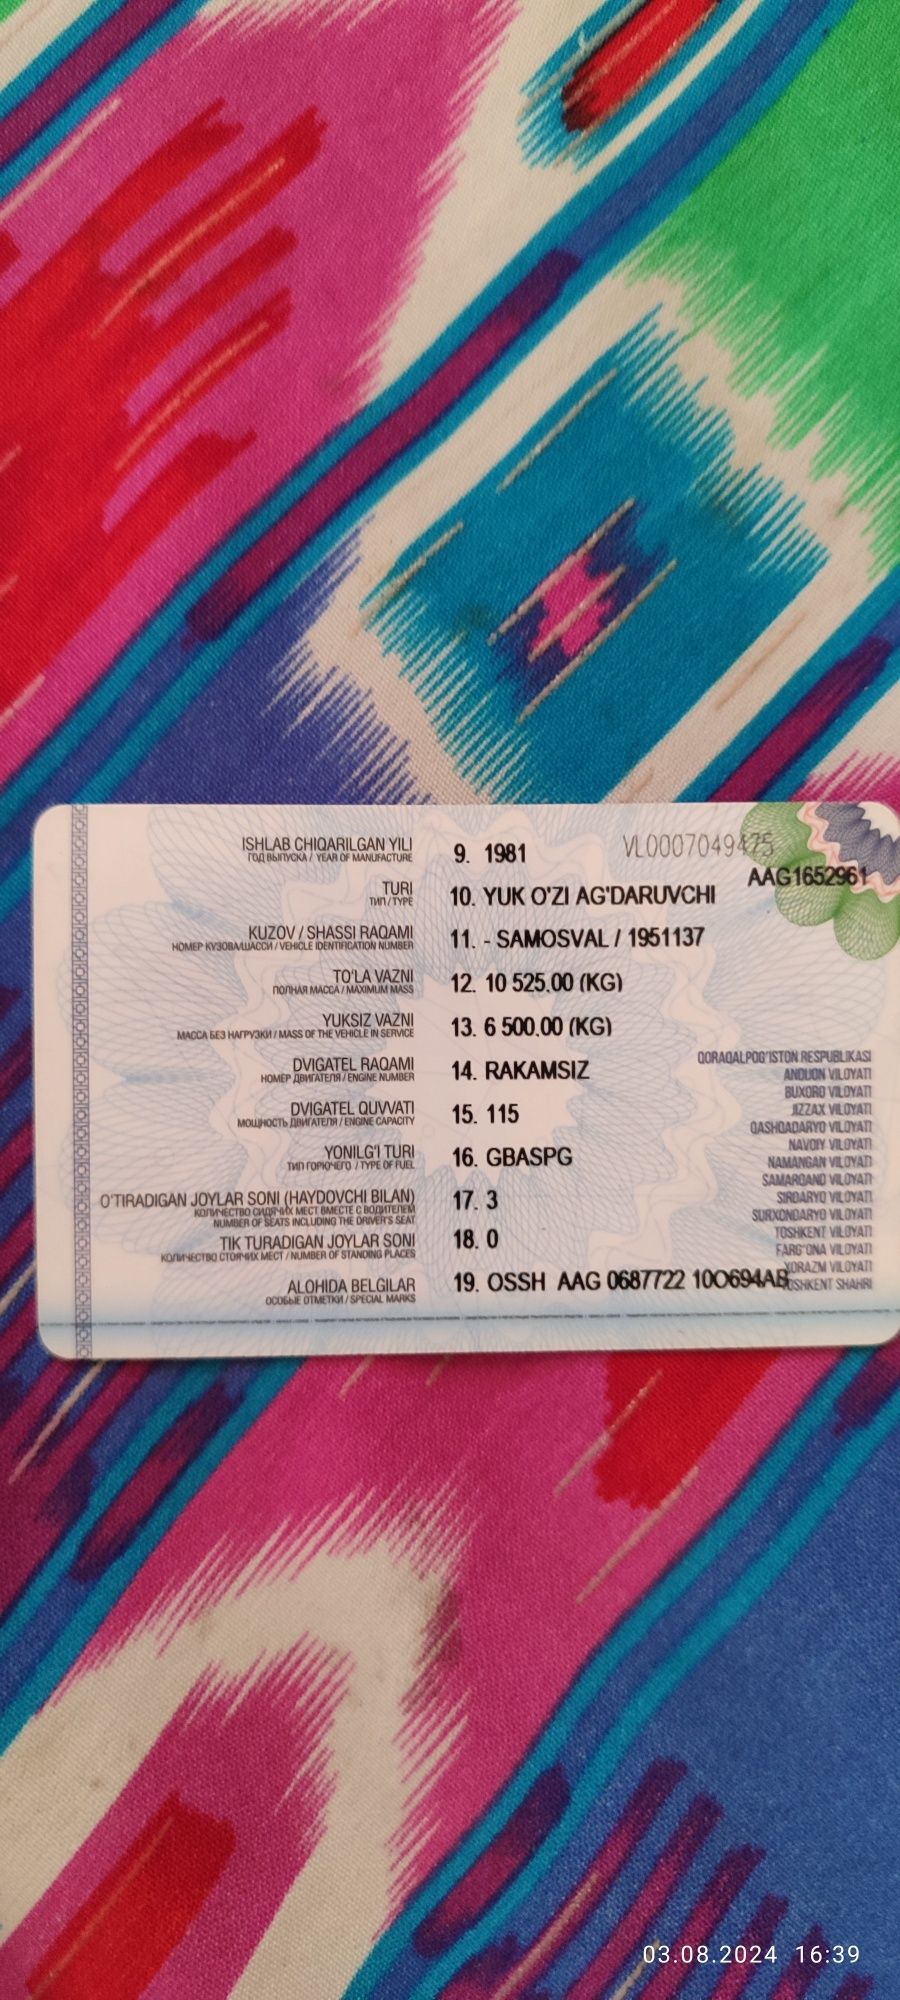 ISHLAB CHIQARILGAN YILI 9. 1981 VL0007049475
ГОД ВЫПУСКА / YEAR OF MANUFACTURE
AAG1652961
TURI 10. YUK O'ZI AG'DARUVCHI
ТИП / TYPE
KUZOV / SHASSI RAQAMI 11. - SAMOSVAL / 1951137
НОМЕР КУЗОВА/ШАССИ / VEHICLE IDENTIFICATION NUMBER
TO'LA VAZNI 12. 10 525.00 (KG)
ПОЛНАЯ МАССА / MAXIMUM MASS
YUKSIZ VAZNI 13. 6 500.00 (KG)
МАССА БЕЗ НАГРУЗКИ / MASS OF THE VEHICLE IN SERVICE
DVIGATEL RAQAMI 14. RAKAMSIZ
НОМЕР ДВИГАТЕЛЯ / ENGINE NUMBER
DVIGATEL QUVVATI 15. 115
МОЩНОСТЬ ДВИГАТЕЛЯ / ENGINE CAPACITY
YONILG'I TURI 16. GBASPG
ТИП ГОРЮЧЕГО / TYPE OF FUEL
O'TIRADIGAN JOYLAR SONI (HAYDOVCHI BILAN) 17. 3
КОЛИЧЕСТВО СИДЯЧИХ МЕСТ ВМЕСТЕ С ВОДИТЕЛЕМ
NUMBER OF SEATS INCLUDING THE DRIVER'S SEAT
TIK TURADIGAN JOYLAR SONI 18. 0
КОЛИЧЕСТВО СТОЯЧИХ МЕСТ / NUMBER OF STANDING PLACES
ALOHIDA BELGILAR 19. OSSH AAG 0687722 10O694AB
ОСОБЫЕ ОТМЕТКИ / SPECIAL MARKS
QORAQALPOG'ISTON RESPUBLIKASI
ANDIJON VILOYATI
BUXORO VILOYATI
JIZZAX VILOYATI
QASHQADARYO VILOYATI
NAVOIY VILOYATI
NAMANGAN VILOYATI
SAMARQAND VILOYATI
SIRDARYO VILOYATI
SURXONDARYO VILOYATI
TOSHKENT VILOYATI
FARG'ONA VILOYATI
XORAZM VILOYATI
TOSHKENT SHAHRI
03.08.2024 16:39